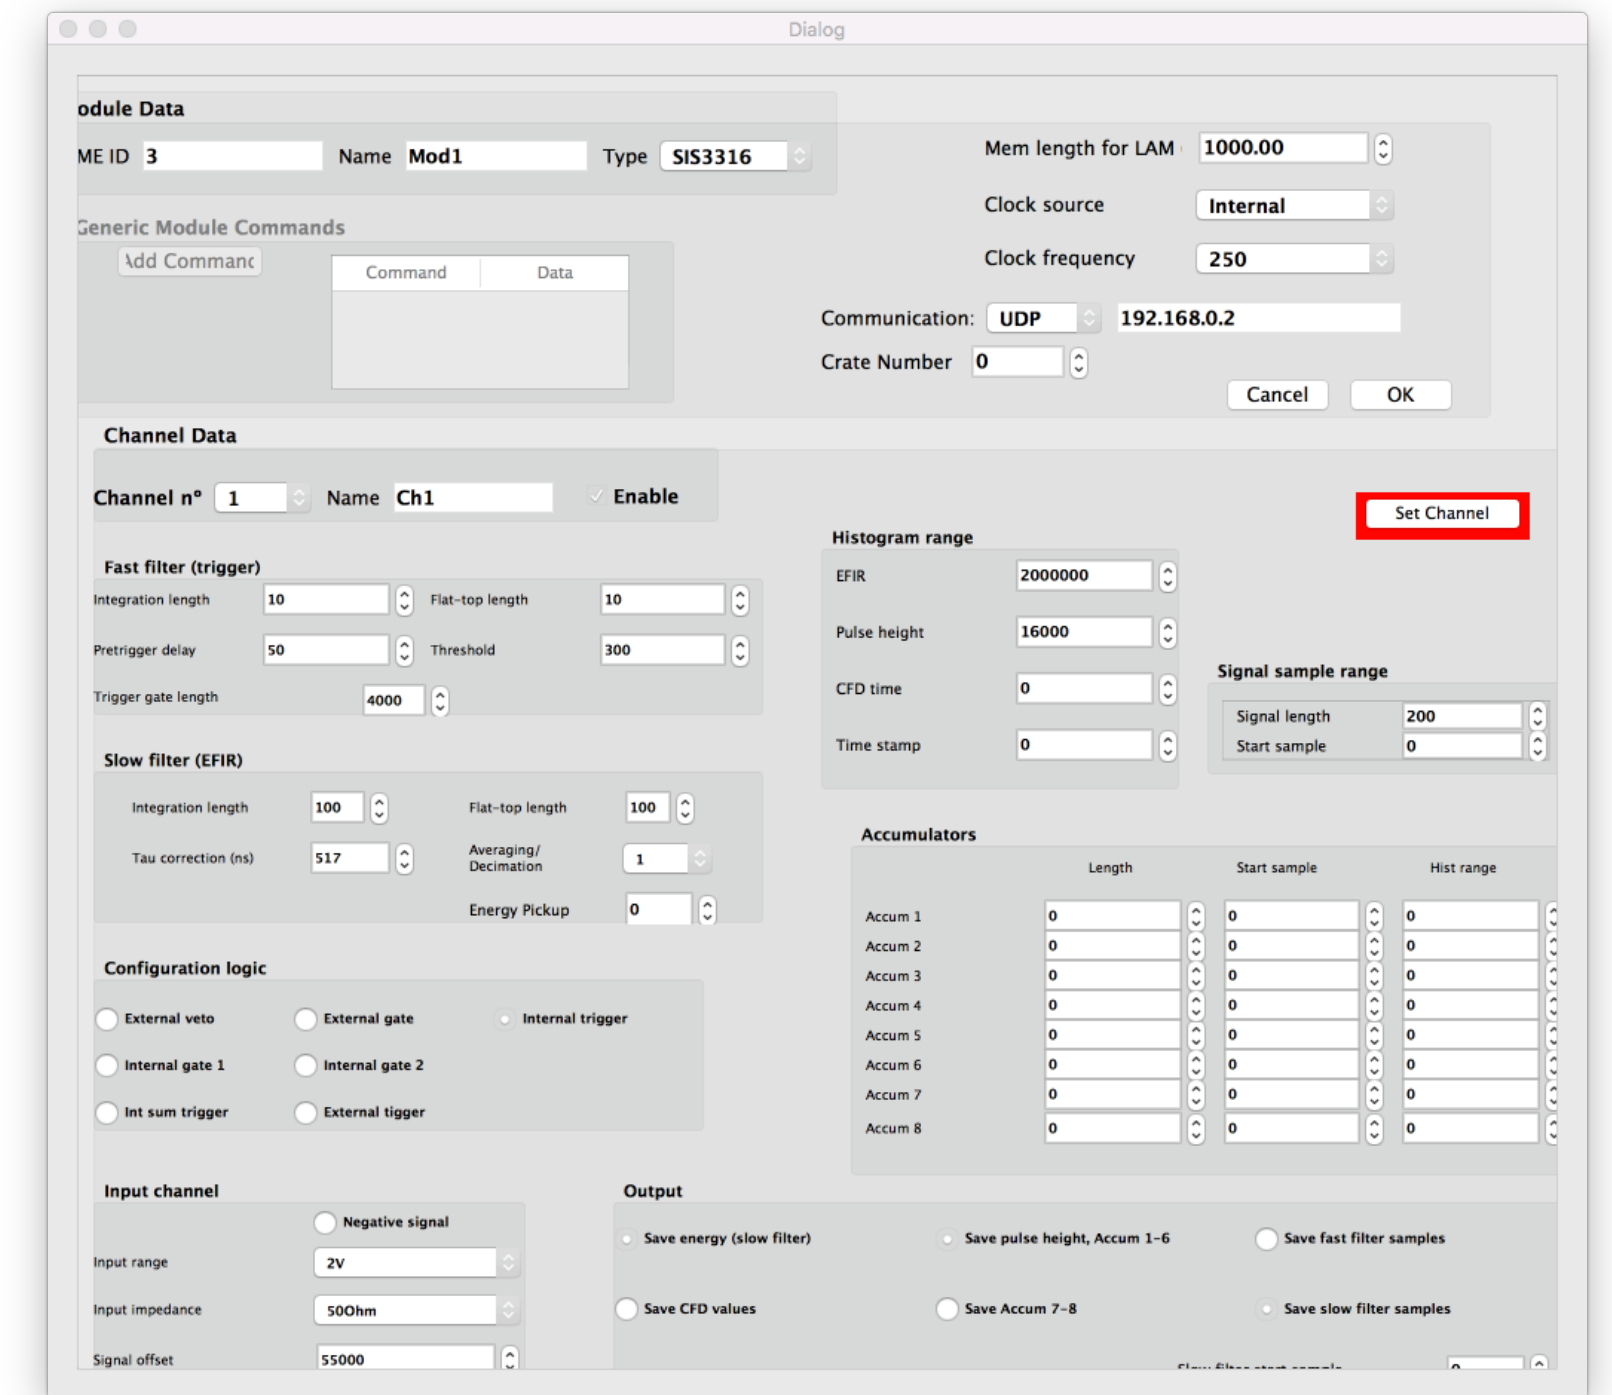 Dialog
odule Data
ME ID 3 Name Mod1 Type SIS3316
Mem length for LAM 1000.00
Clock source Internal
Clock frequency 250
Generic Module Commands
Add Command
Command Data
Communication: UDP 192.168.0.2
Crate Number 0
Cancel OK
Channel Data
Channel n° 1 Name Ch1 Enable
Set Channel
Histogram range
EFIR 2000000
Pulse height 16000
CFD time 0
Time stamp 0
Fast filter (trigger)
Integration length 10 Flat-top length 10
Pretrigger delay 50 Threshold 300
Trigger gate length 4000
Signal sample range
Signal length 200
Start sample 0
Slow filter (EFIR)
Integration length 100 Flat-top length 100
Tau correction (ns) 517 Averaging/
Decimation 1
Energy Pickup 0
Accumulators
Length Start sample Hist range
Accum 1 0 0 0
Accum 2 0 0 0
Accum 3 0 0 0
Accum 4 0 0 0
Accum 5 0 0 0
Accum 6 0 0 0
Accum 7 0 0 0
Accum 8 0 0 0
Configuration logic
External veto External gate Internal trigger
Internal gate 1 Internal gate 2
Int sum trigger External tigger
Input channel
Negative signal
Input range 2V
Input impedance 50Ohm
Signal offset 55000
Output
Save energy (slow filter) Save pulse height, Accum 1-6 Save fast filter samples
Save CFD values Save Accum 7-8 Save slow filter samples
Slow filter start sample 0